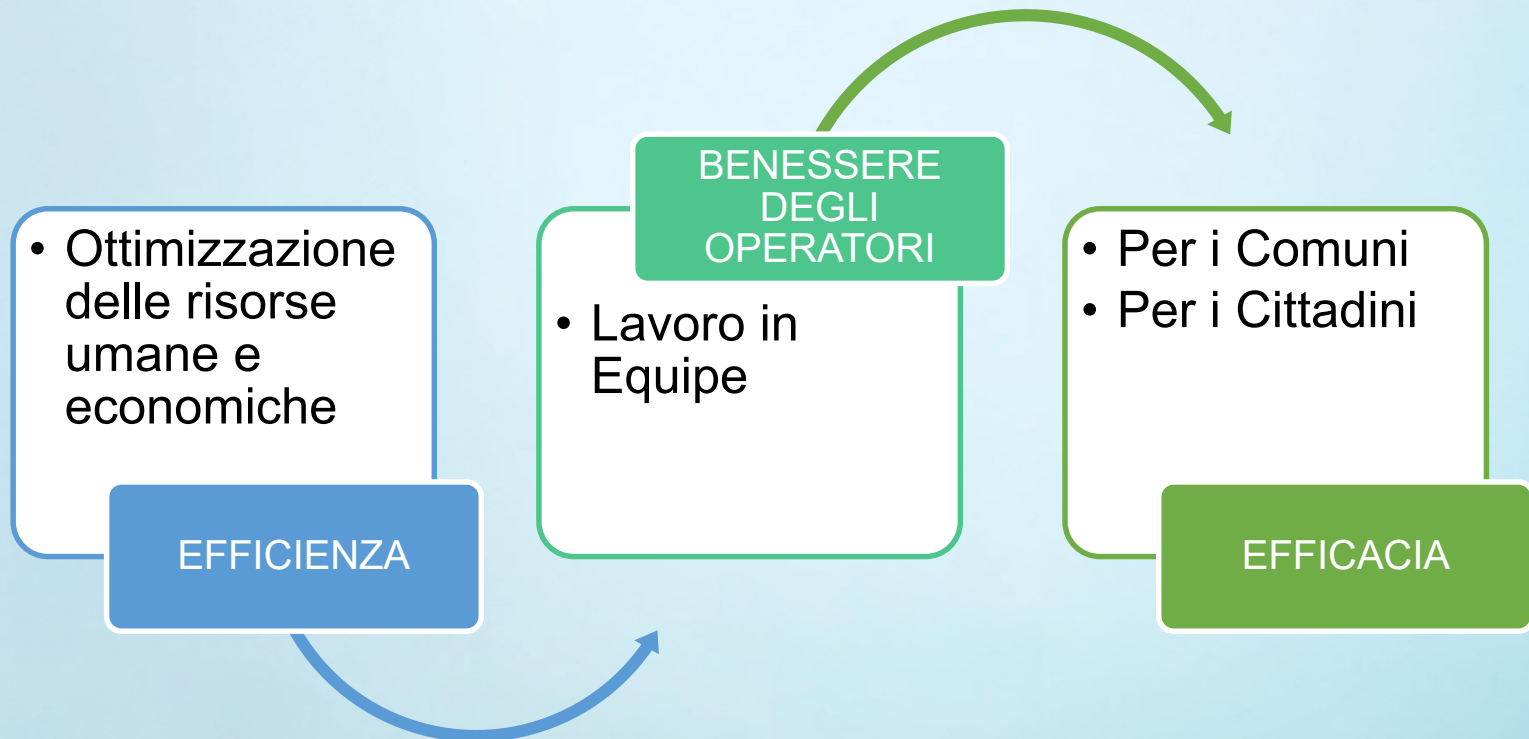 • Ottimizzazione
delle risorse
umane e
economiche
EFFICIENZA
BENESSERE
DEGLI
OPERATORI
• Lavoro in
Equipe
• Per i Comuni
• Per i Cittadini
EFFICACIA